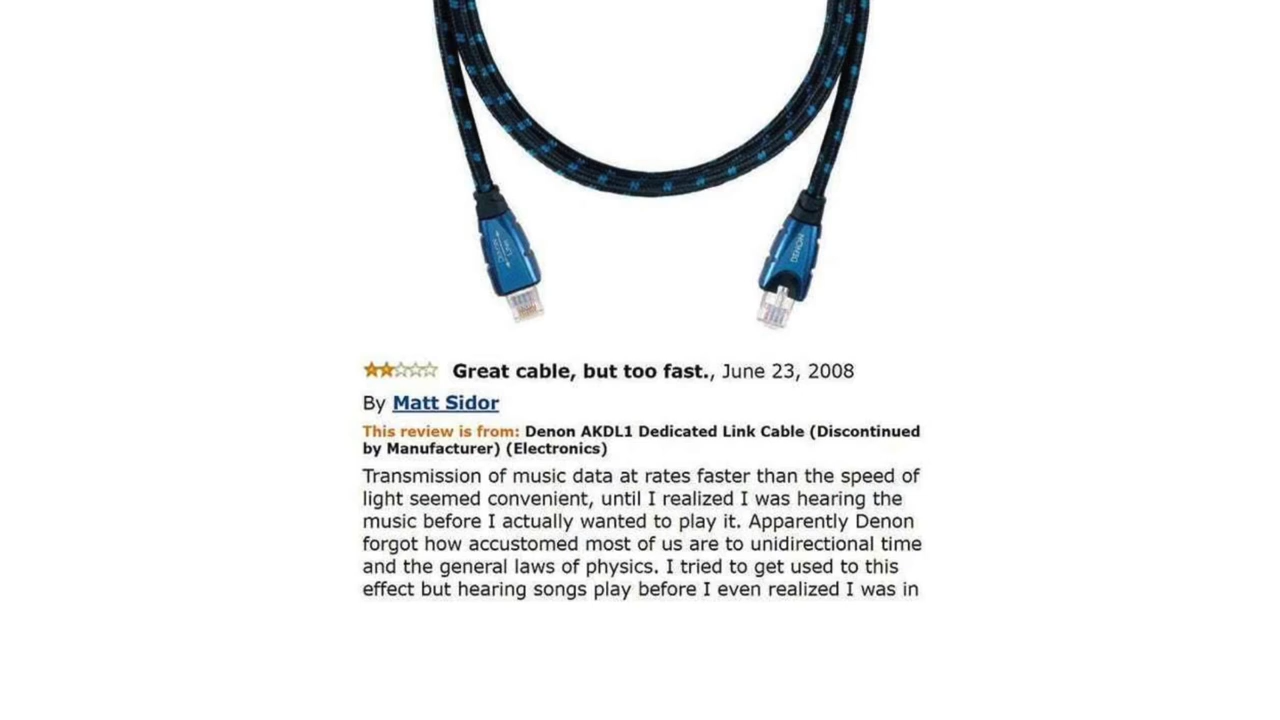 DENON
LINK
DENON
Great cable, but too fast., June 23, 2008
By Matt Sidor
This review is from: Denon AKDL1 Dedicated Link Cable (Discontinued
by Manufacturer) (Electronics)
Transmission of music data at rates faster than the speed of
light seemed convenient, until I realized I was hearing the
music before I actually wanted to play it. Apparently Denon
forgot how accustomed most of us are to unidirectional time
and the general laws of physics. I tried to get used to this
effect but hearing songs play before I even realized I was in